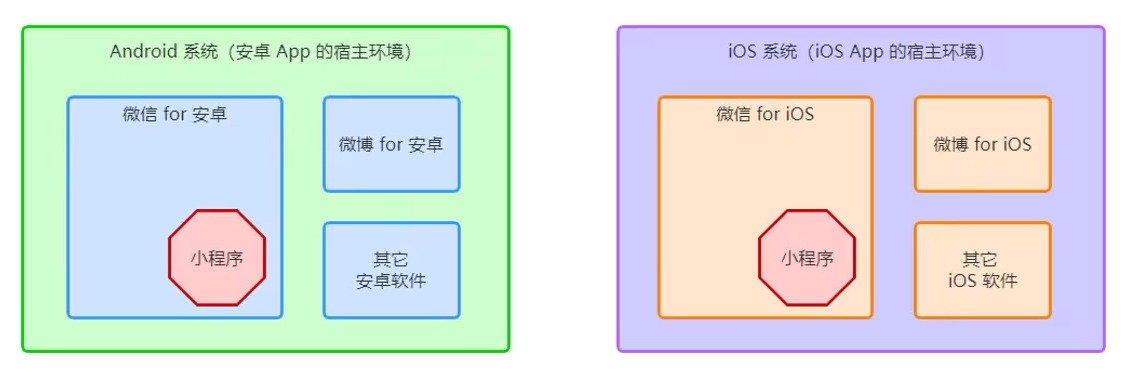 Android 系统（安卓 App 的宿主环境）
微信 for 安卓
微博 for 安卓
小程序
其它
安卓软件
iOS 系统（iOS App 的宿主环境）
微信 for iOS
微博 for iOS
小程序
其它
iOS 软件